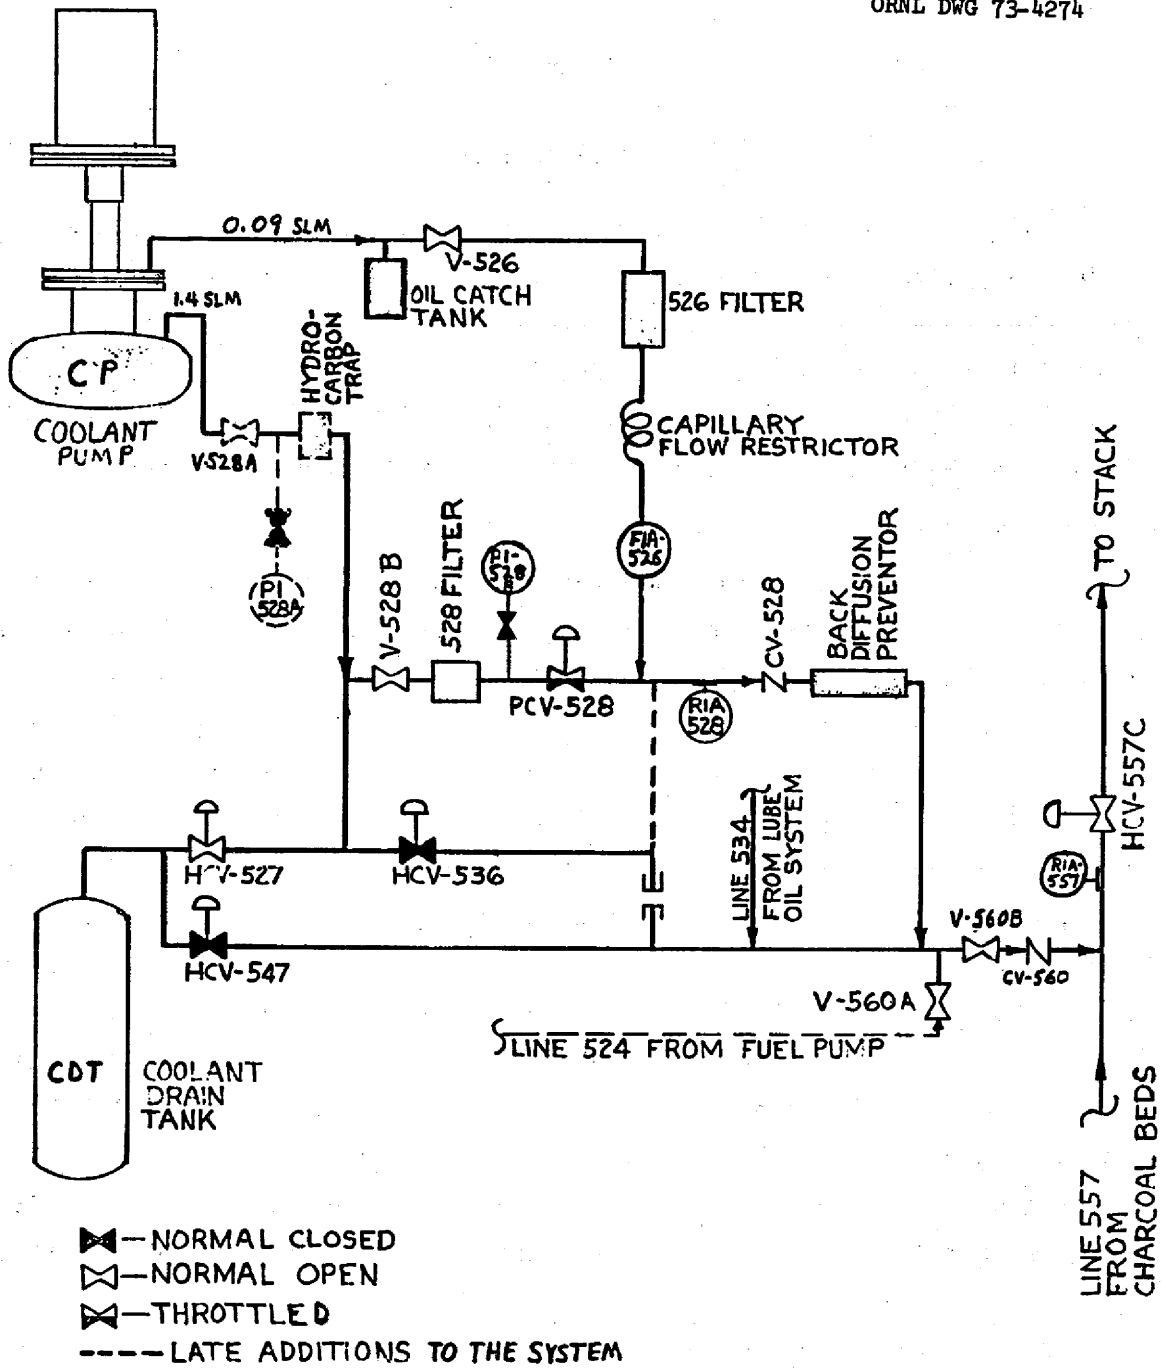 ORNL DWG 73-4274
0.09 SLM
V-526
OIL CATCH
TANK
526 FILTER
1.4 SLM
CP
COOLANT
PUMP
HYDRO-
CARBON
TRAP
V-528A
PI
528A
CAPILLARY
FLOW RESTRICTOR
FIA-
526
V-528 B
528 FILTER
PI-
528
B
PCV-528
RIA
528
CV-528
BACK
DIFFUSION
PREVENTOR
TO STACK
HCV-557C
RIA-
557
HCV-527
HCV-536
HCV-547
LINE 534
FROM LUBE
OIL SYSTEM
V-560B
CV-560
V-560A
LINE 524 FROM FUEL PUMP
CDT
COOLANT
DRAIN
TANK
LINE 557
FROM
CHARCOAL BEDS
—NORMAL CLOSED
—NORMAL OPEN
—THROTTLED
----—LATE ADDITIONS TO THE SYSTEM